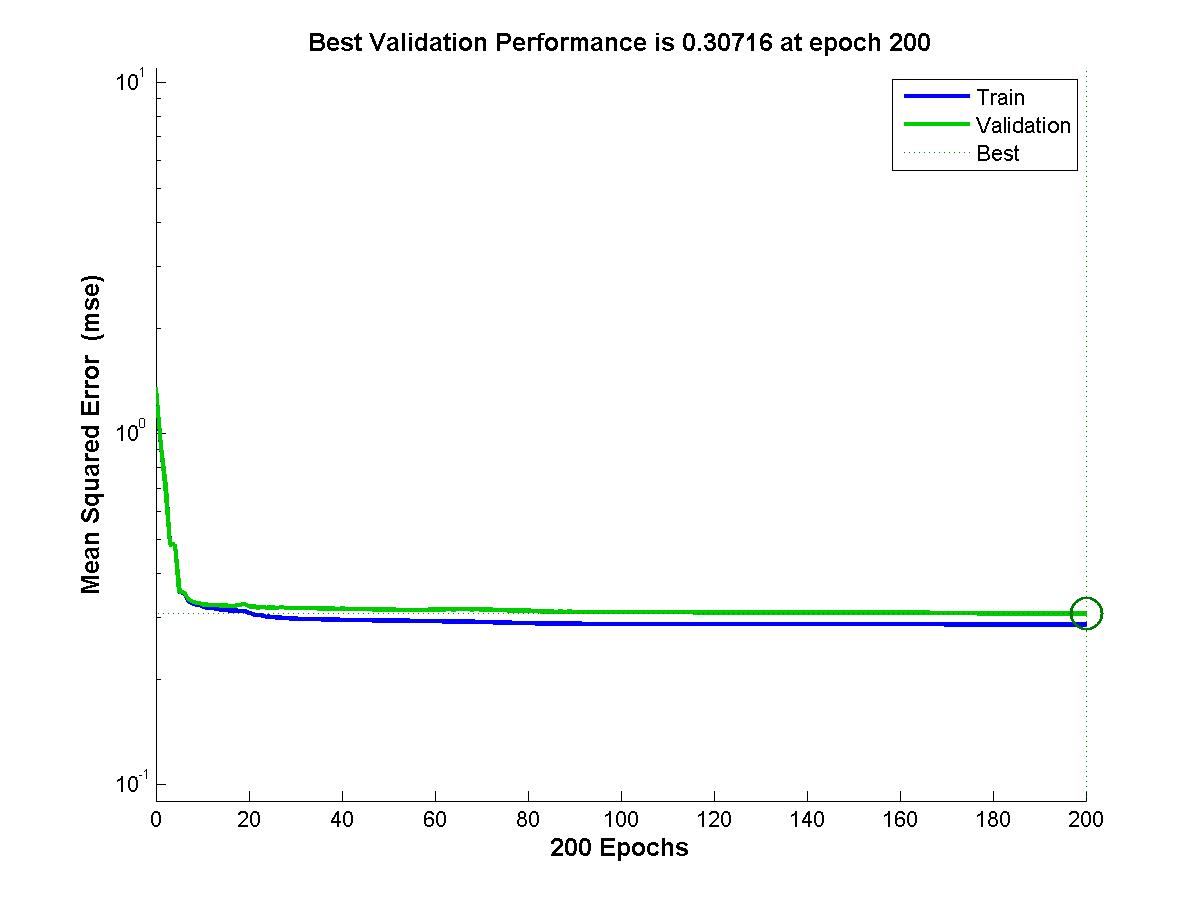 Best Validation Performance is 0.30716 at epoch 200
10^1
Train
Validation
Best
Mean Squared Error (mse)
10^0
10^-1
0 20 40 60 80 100 120 140 160 180 200
200 Epochs